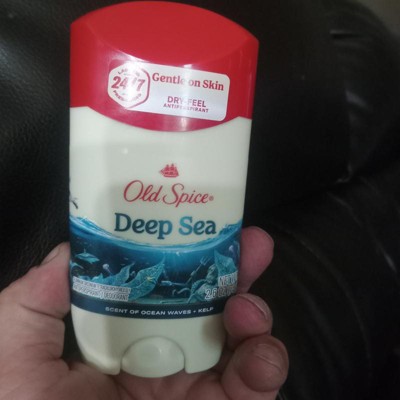 24/7
Gentle on Skin
DRY FEEL
ANTIPERSPIRANT
Old Spice®
Deep Sea
SCENT OF OCEAN WAVES + KELP